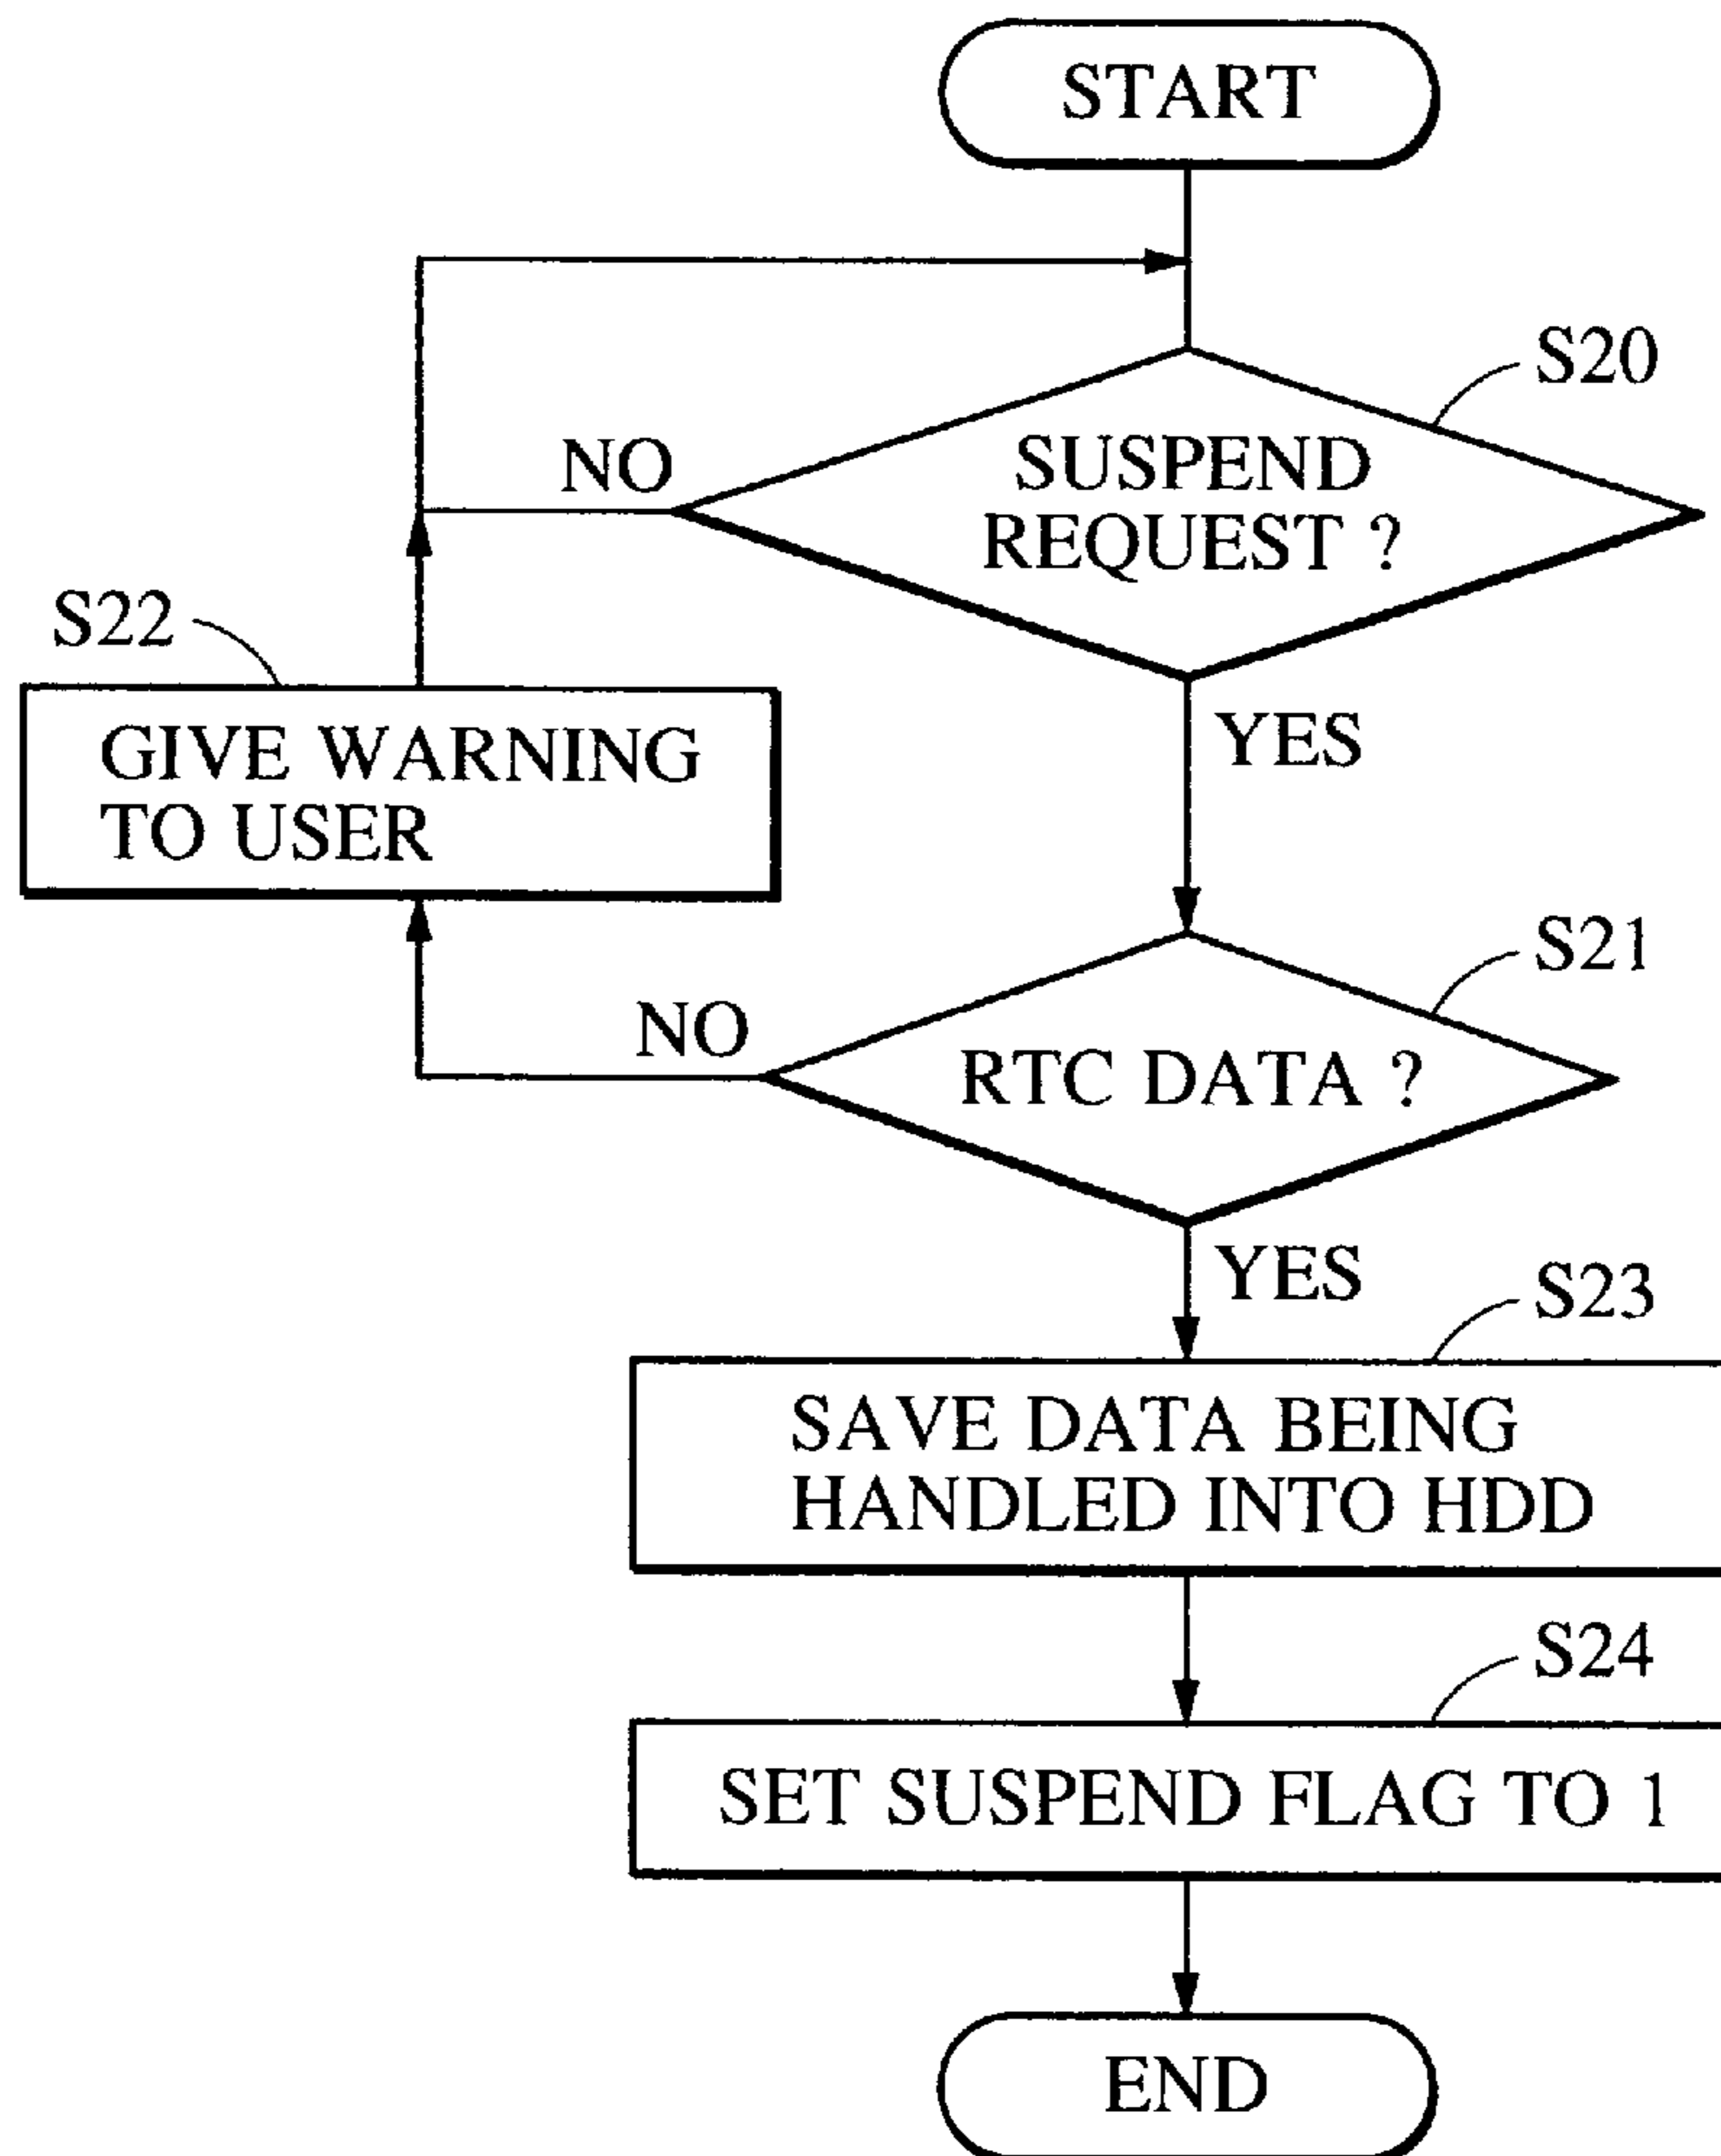 START
S20
NO
SUSPEND
REQUEST ?
S22
YES
GIVE WARNING
TO USER
S21
NO
RTC DATA ?
YES
S23
SAVE DATA BEING
HANDLED INTO HDD
S24
SET SUSPEND FLAG TO 1
END